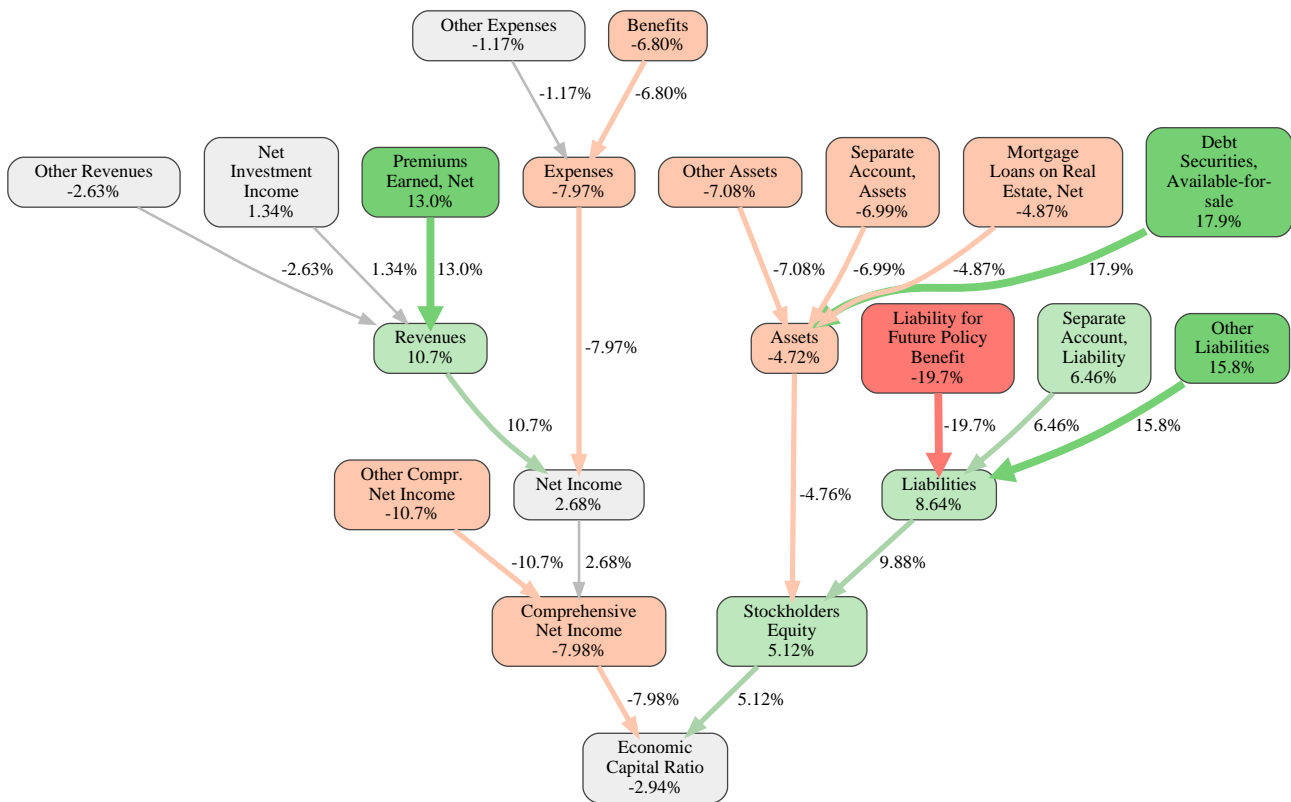 Other Expenses
-1.17%
Benefits
-6.80%
-1.17%
-6.80%
Other Revenues
-2.63%
Net
Investment
Income
1.34%
Premiums
Earned, Net
13.0%
Expenses
-7.97%
Other Assets
-7.08%
Separate
Account,
Assets
-6.99%
Mortgage
Loans on Real
Estate, Net
-4.87%
Debt
Securities,
Available-for-
sale
17.9%
-2.63%
1.34%
13.0%
-7.08%
-6.99%
-4.87%
17.9%
Revenues
10.7%
-7.97%
Assets
-4.72%
Liability for
Future Policy
Benefit
-19.7%
Separate
Account,
Liability
6.46%
Other
Liabilities
15.8%
10.7%
-19.7%
6.46%
15.8%
Other Compr.
Net Income
-10.7%
Net Income
2.68%
-4.76%
Liabilities
8.64%
-10.7%
2.68%
9.88%
Comprehensive
Net Income
-7.98%
Stockholders
Equity
5.12%
-7.98%
5.12%
Economic
Capital Ratio
-2.94%